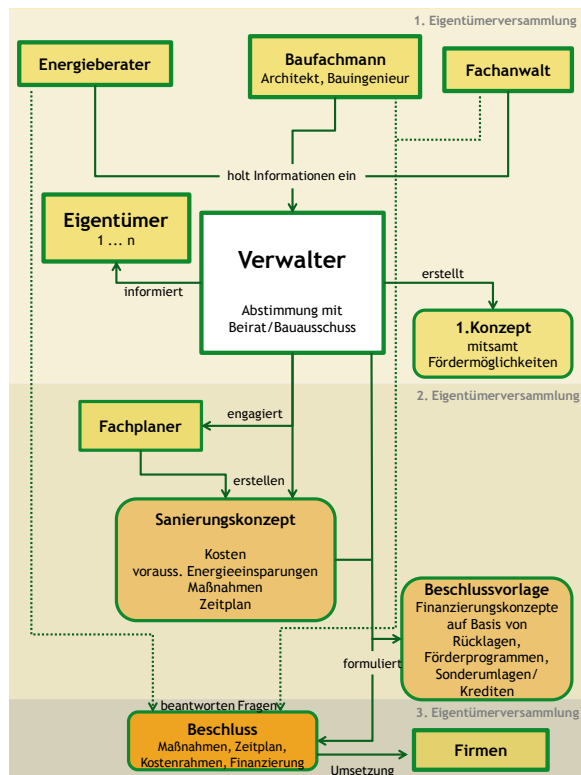 1. Eigentümerversammlung
Energieberater
Baufachmann
Architekt, Bauingenieur
Fachanwalt
holt Informationen ein
Eigentümer
1 ... n
informiert
Verwalter
Abstimmung mit
Beirat/Bauausschuss
erstellt
1.Konzept
mitsamt
Fördermöglichkeiten
2. Eigentümerversammlung
engagiert
Fachplaner
erstellen
Sanierungskonzept
Kosten
vorauss. Energieeinsparungen
Maßnahmen
Zeitplan
Beschlussvorlage
Finanzierungskonzepte
auf Basis von
Rücklagen,
Förderprogrammen,
Sonderumlagen/
Krediten
formuliert
3. Eigentümerversammlung
beantworten Fragen
Beschluss
Maßnahmen, Zeitplan,
Kostenrahmen, Finanzierung
Umsetzung
Firmen